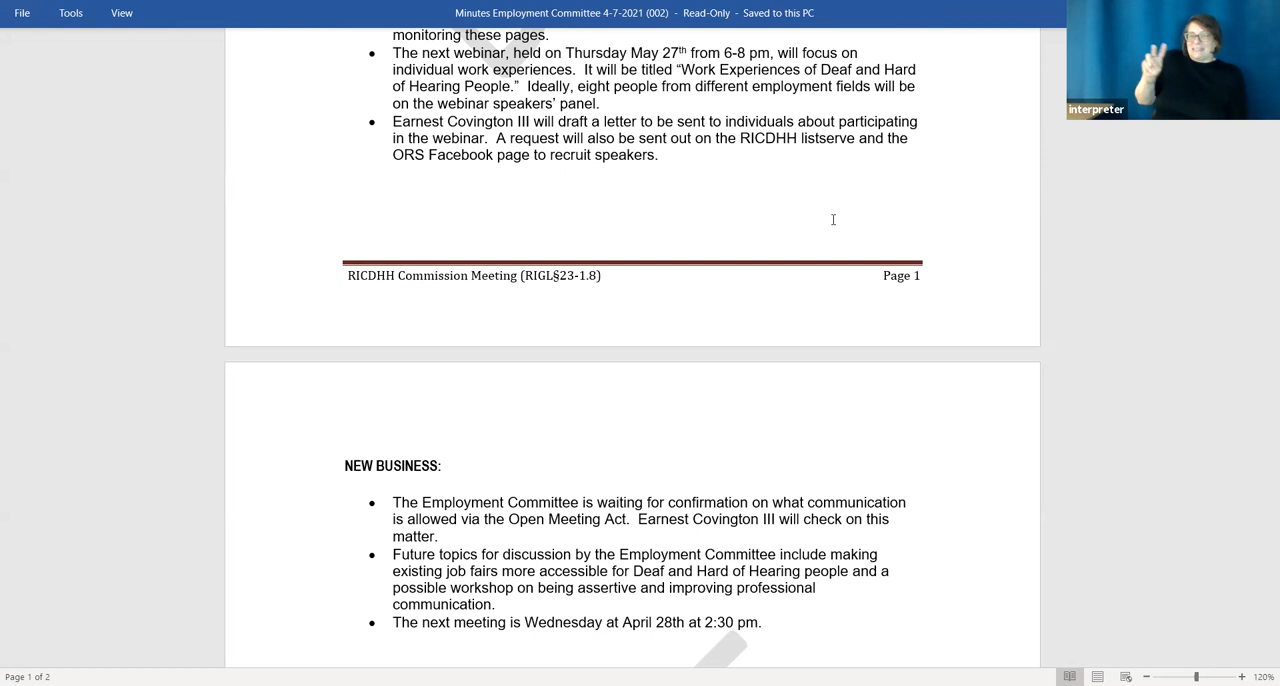 File Tools View Minutes Employment Committee 4-7-2021 (002) - Read-Only - Saved to this PC
interpreter
monitoring these pages.
• The next webinar, held on Thursday May 27th from 6-8 pm, will focus on
individual work experiences. It will be titled “Work Experiences of Deaf and Hard
of Hearing People.” Ideally, eight people from different employment fields will be
on the webinar speakers’ panel.
• Earnest Covington III will draft a letter to be sent to individuals about participating
in the webinar. A request will also be sent out on the RICDHH listserve and the
ORS Facebook page to recruit speakers.
RICDHH Commission Meeting (RIGL§23-1.8) Page 1
NEW BUSINESS:
• The Employment Committee is waiting for confirmation on what communication
is allowed via the Open Meeting Act. Earnest Covington III will check on this
matter.
• Future topics for discussion by the Employment Committee include making
existing job fairs more accessible for Deaf and Hard of Hearing people and a
possible workshop on being assertive and improving professional
communication.
• The next meeting is Wednesday at April 28th at 2:30 pm.
Page 1 of 2 120%